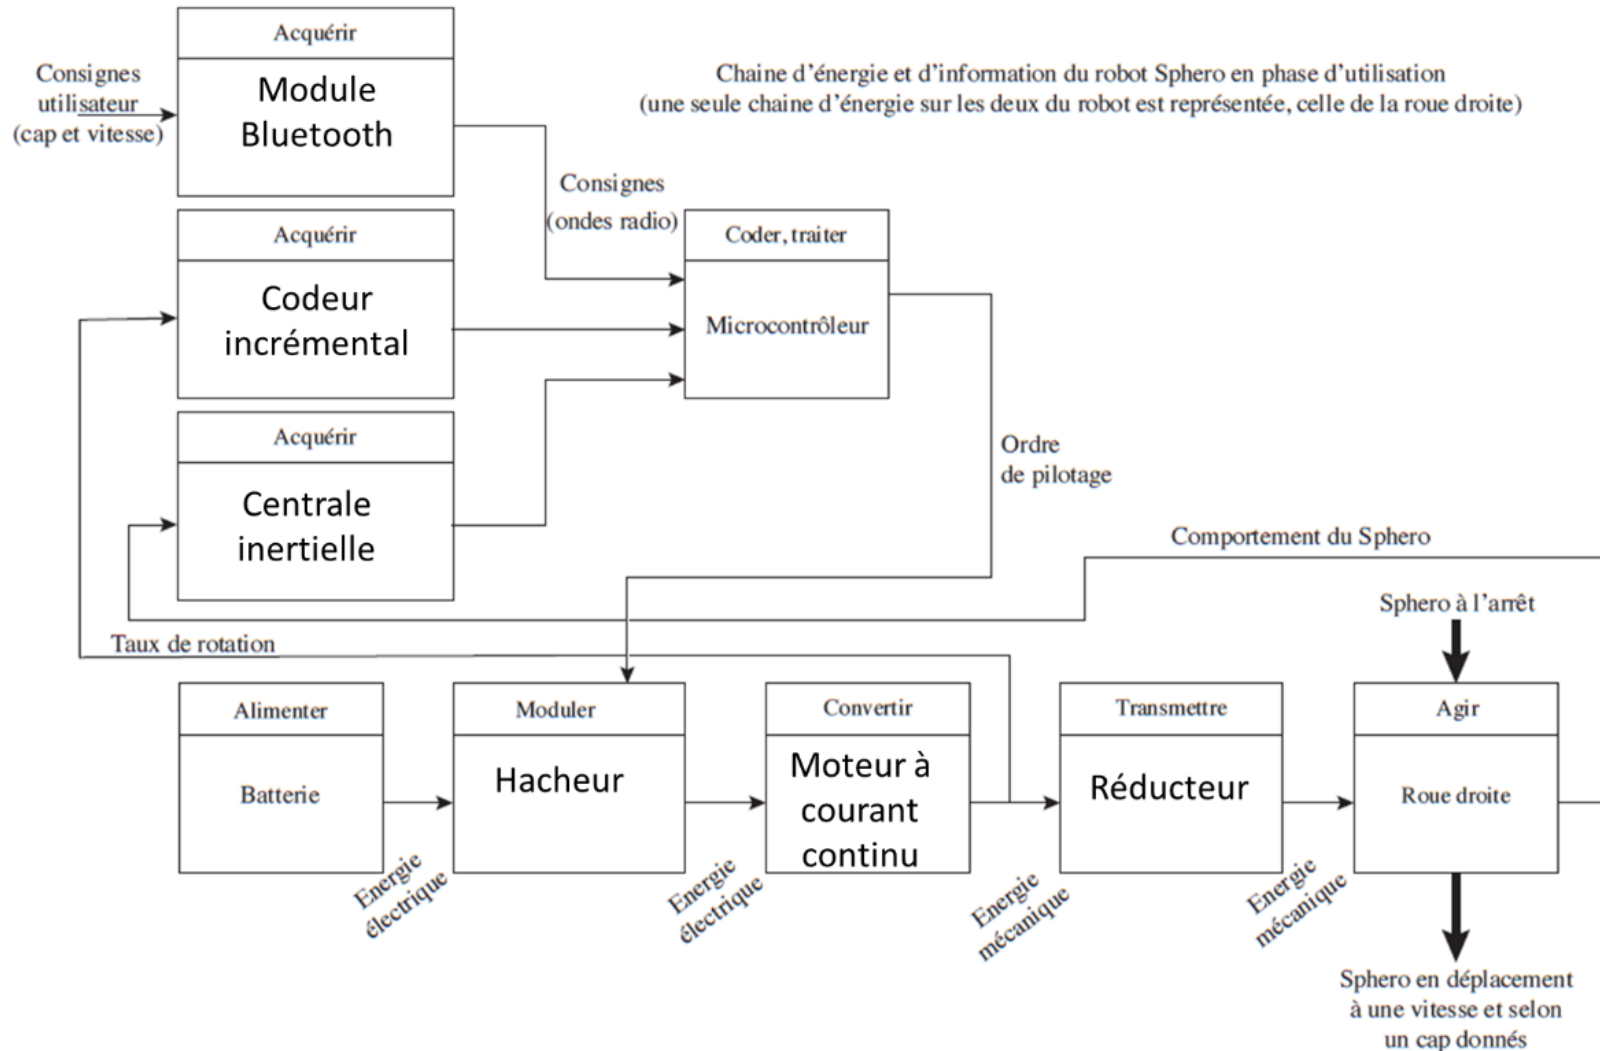 Chaine d'énergie et d'information du robot Sphero en phase d'utilisation
(une seule chaine d'énergie sur les deux du robot est représentée, celle de la roue droite)
Consignes
utilisateur
(cap et vitesse)
Acquérir
Module
Bluetooth
Consignes
(ondes radio)
Acquérir
Codeur
incrémental
Coder, traiter
Microcontrôleur
Acquérir
Centrale
inertielle
Ordre
de pilotage
Comportement du Sphero
Sphero à l'arrêt
Taux de rotation
Alimenter
Batterie
Energie
électrique
Moduler
Hacheur
Energie
électrique
Convertir
Moteur à
courant
continu
Energie
mécanique
Transmettre
Réducteur
Energie
mécanique
Agir
Roue droite
Sphero en déplacement
à une vitesse et selon
un cap donnés